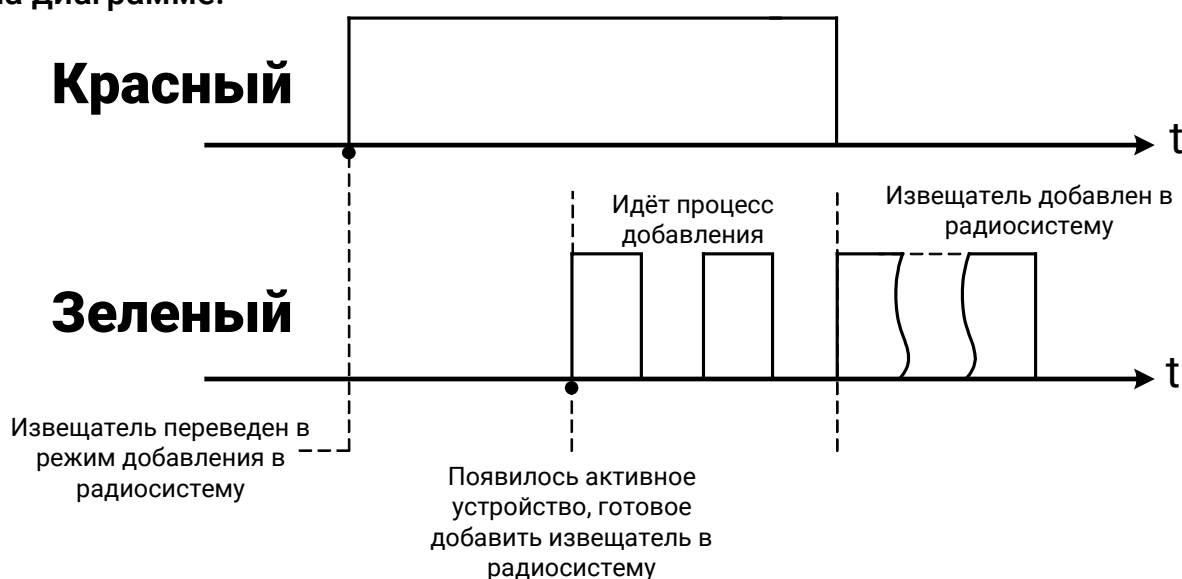 на диаграмме.
Красный
t
Идёт процесс
добавления
Извещатель добавлен в
радиосистему
Зеленый
t
Извещатель переведен в
режим добавления в
радиосистему
Появилось активное
устройство, готовое
добавить извещатель в
радиосистему